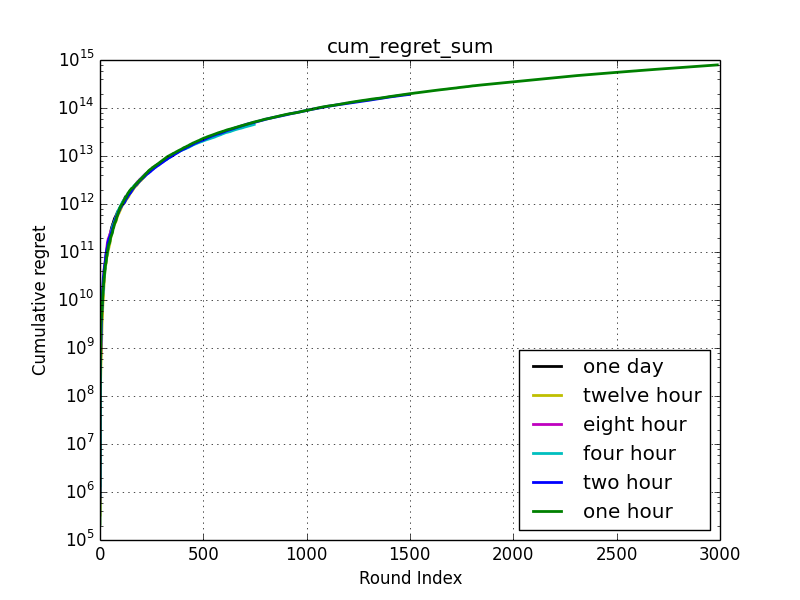 cum_regret_sum
10^15
10^14
10^13
10^12
10^11
10^10
10^9
10^8
10^7
10^6
10^5
Cumulative regret
one day
twelve hour
eight hour
four hour
two hour
one hour
0 500 1000 1500 2000 2500 3000
Round Index